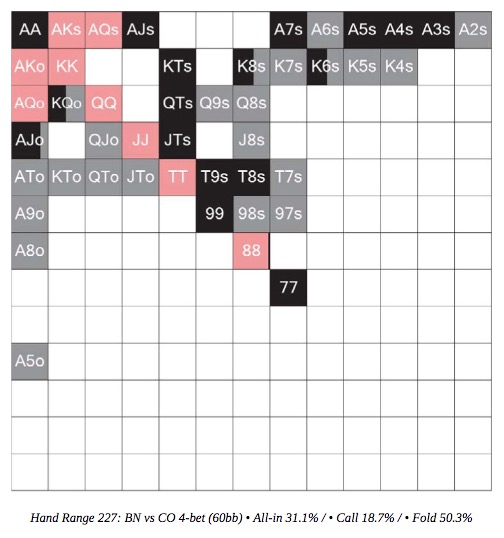 AA AKs AQs AJs A7s A6s A5s A4s A3s A2s
AKo KK KTs K8s K7s K6s K5s K4s
AQo KQo QQ QTs Q9s Q8s
AJo QJo JJ JTs J8s
ATo KTo QTo JTo TT T9s T8s T7s
A9o 99 98s 97s
A8o 88
77
A5o
Hand Range 227: BN vs CO 4-bet (60bb) • All-in 31.1% / • Call 18.7% / • Fold 50.3%